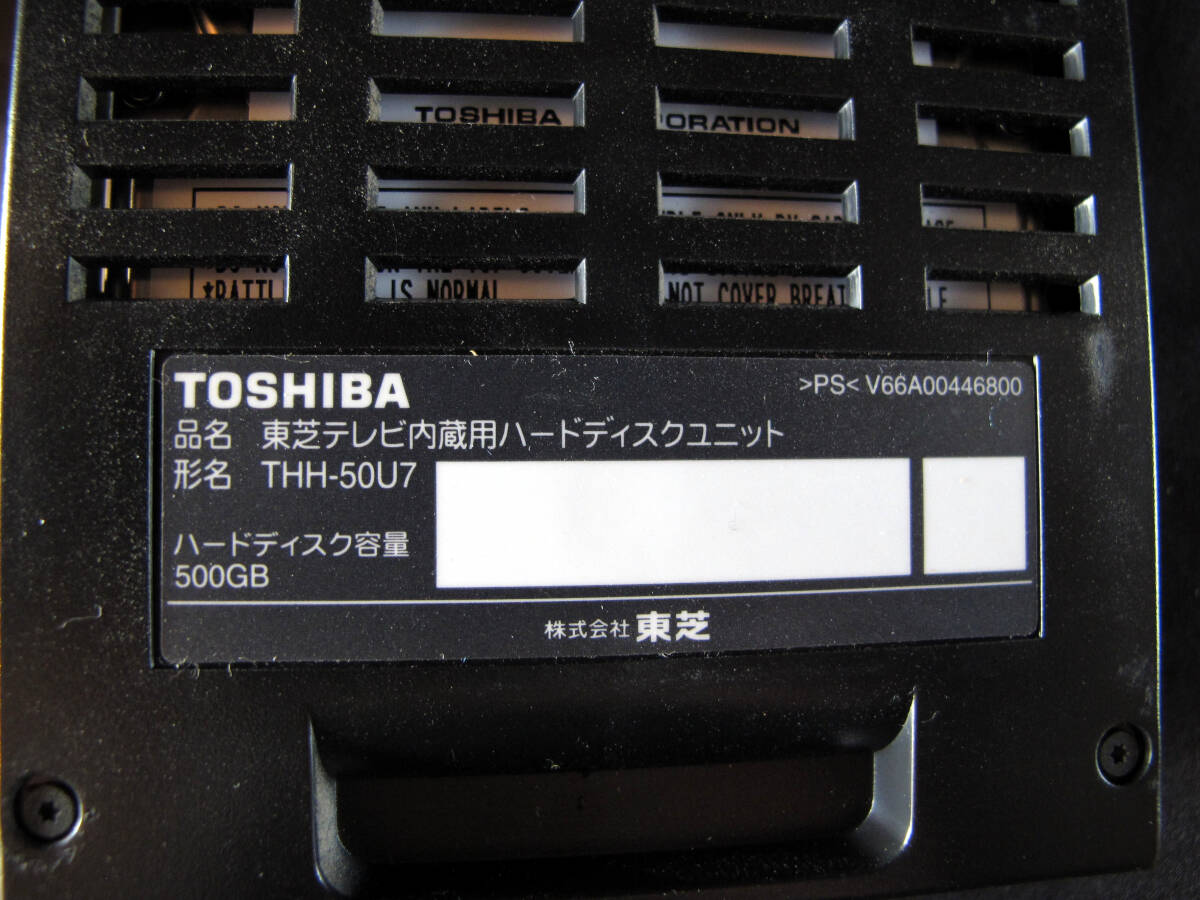 TOSHIBA ORATION
*RATTL IS NORMAL NOT COVER BREAT
TOSHIBA
>PS< V66A00446800
品名 東芝テレビ内蔵用ハードディスクユニット
形名 THH-50U7
ハードディスク容量
500GB
株式会社 東芝